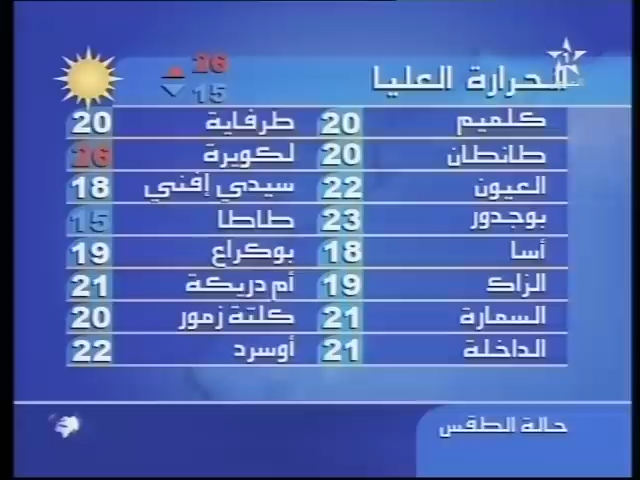 الحرارة العليا
26
15
كلميم 20 طرفاية 20
طانطان 20 لكويرة 26
العيون 22 سيدي إفني 18
بوجدور 23 طاطا 15
أسا 18 بوكراع 19
الزاك 19 أم دريكة 21
السمارة 21 كلتة زمور 20
الداخلة 21 أوسرد 22
حالة الطقس